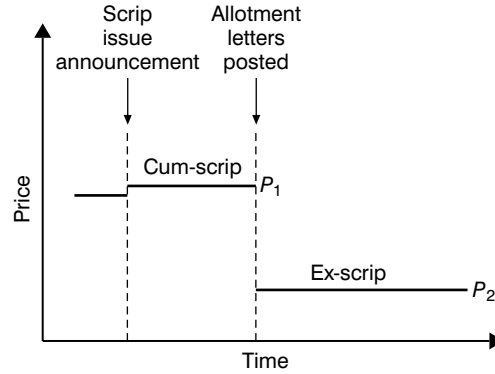 Scrip
issue
announcement
Allotment
letters
posted
Cum-scrip
P1
Ex-scrip
P2
Price
Time